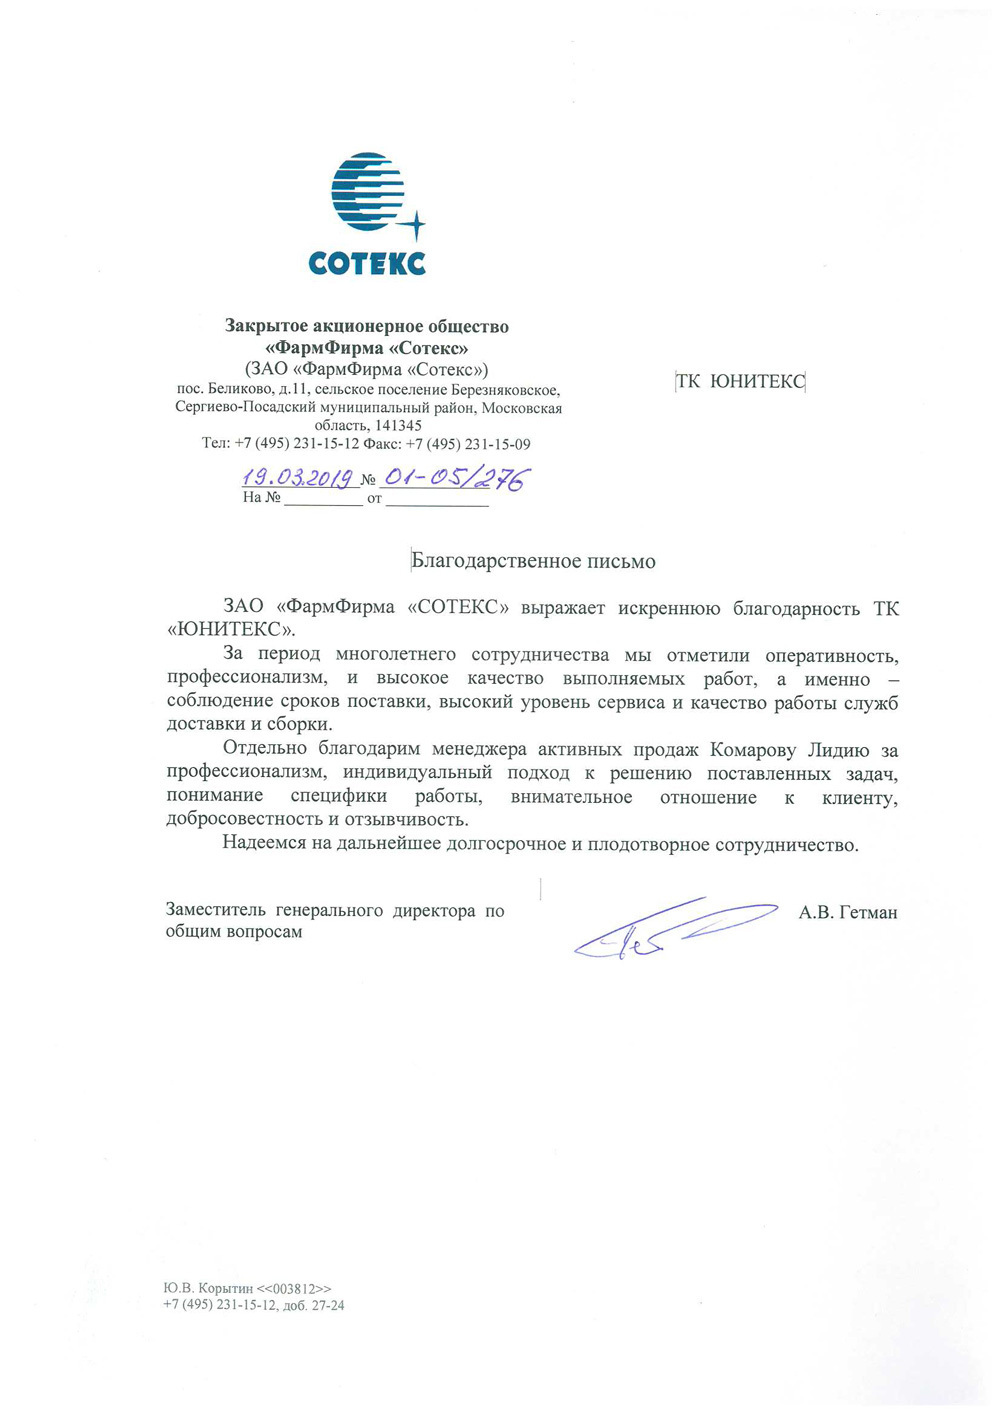 СОТЕКС
Закрытое акционерное общество
«ФармФирма «Сотекс»
(ЗАО «ФармФирма «Сотекс»)
пос. Беликово, д.11, сельское поселение Березняковское,
Сергиево-Посадский муниципальный район, Московская
область, 141345
Тел: +7 (495) 231-15-12 Факс: +7 (495) 231-15-09
ТК ЮНИТЕКС
19.03.2019 № 01-05/276
На № __________ от _____________
Благодарственное письмо
ЗАО «ФармФирма «СОТЕКС» выражает искреннюю благодарность ТК
«ЮНИТЕКС».
За период многолетнего сотрудничества мы отметили оперативность,
профессионализм, и высокое качество выполняемых работ, а именно –
соблюдение сроков поставки, высокий уровень сервиса и качество работы служб
доставки и сборки.
Отдельно благодарим менеджера активных продаж Комарову Лидию за
профессионализм, индивидуальный подход к решению поставленных задач,
понимание специфики работы, внимательное отношение к клиенту,
добросовестность и отзывчивость.
Надеемся на дальнейшее долгосрочное и плодотворное сотрудничество.
Заместитель генерального директора по
общим вопросам
А.В. Гетман
Ю.В. Корытин <<003812>>
+7 (495) 231-15-12, доб. 27-24